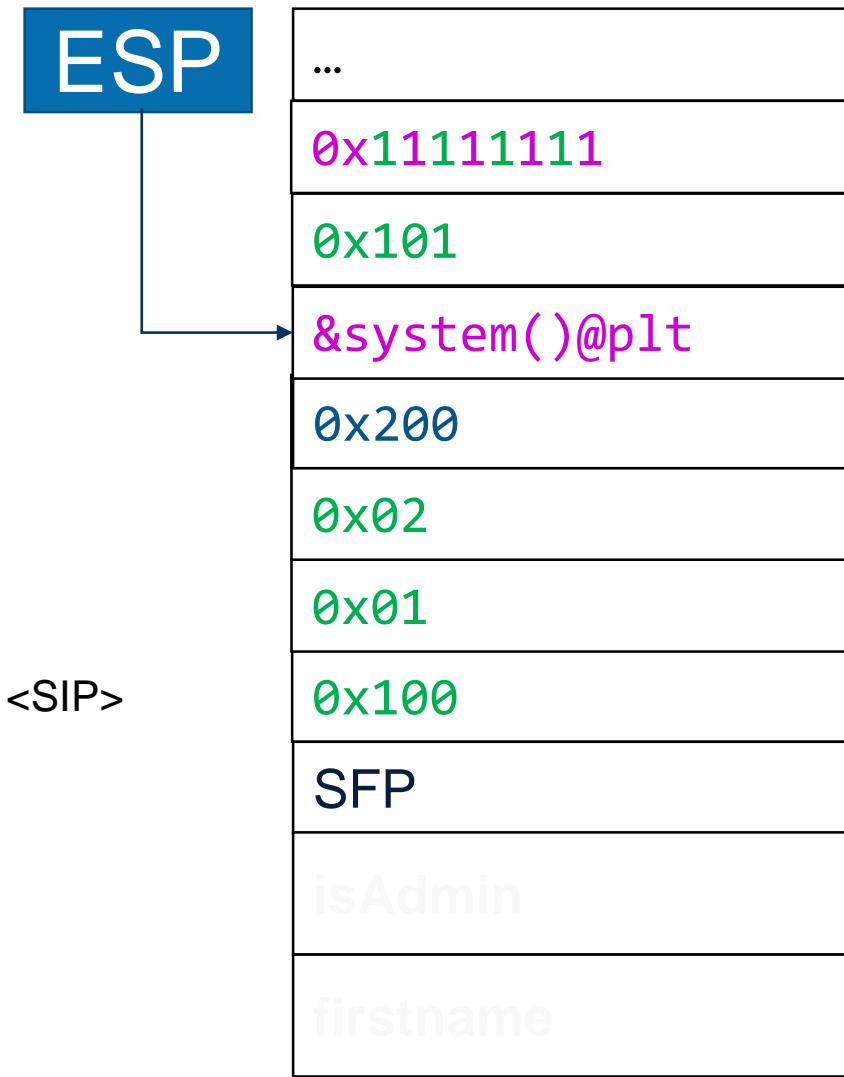 ESP
…
0x11111111
0x101
&system()@plt
0x200
0x02
0x01
<SIP>
0x100
SFP
isAdmin
firstname